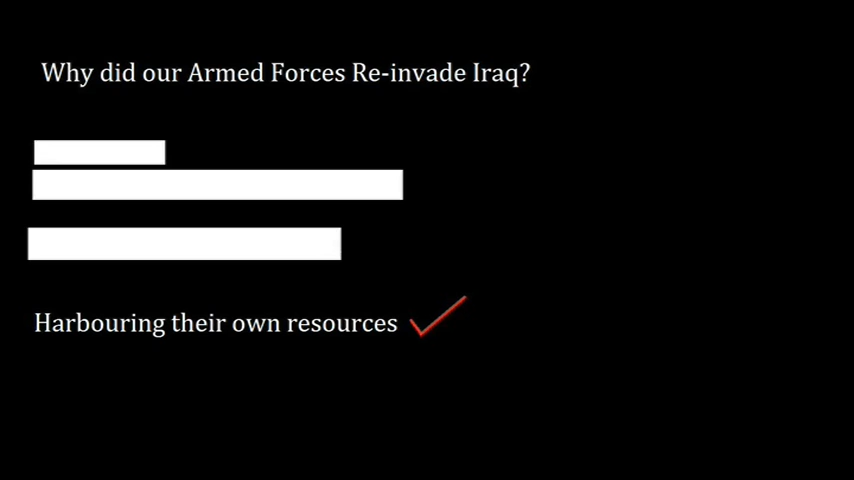 Why did our Armed Forces Re-invade Iraq?
Harbouring their own resources